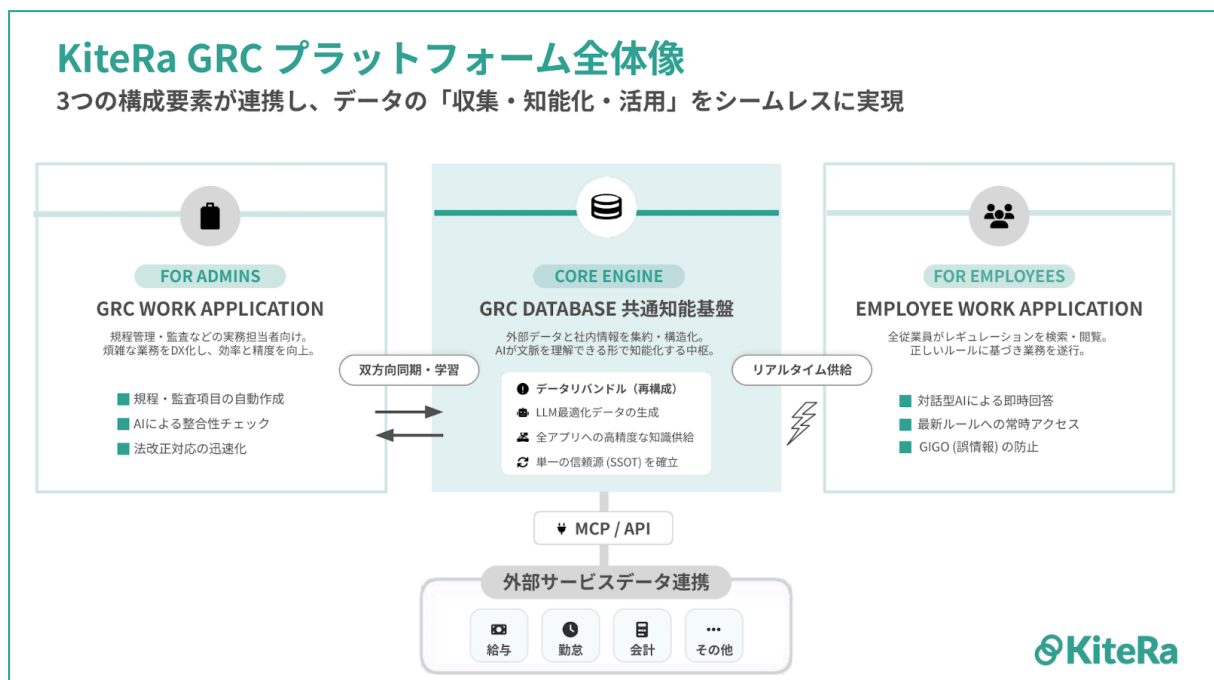 KiteRa GRC プラットフォーム全体像
3つの構成要素が連携し、データの「収集・知能化・活用」をシームレスに実現
FOR ADMINS
GRC WORK APPLICATION
規程管理・監査などの実務担当者向け。
煩雑な業務をDX化し、効率と精度を向上。
規程・監査項目の自動作成
AIによる整合性チェック
法改正対応の迅速化
双方向同期・学習
CORE ENGINE
GRC DATABASE 共通知能基盤
外部データと社内情報を集約・構造化。
AIが文脈を理解できる形で知能化する中枢。
データリバンドル（再構成）
LLM最適化データの生成
全アプリへの高精度な知識供給
単一の信頼源 (SSOT) を確立
リアルタイム供給
FOR EMPLOYEES
EMPLOYEE WORK APPLICATION
全従業員がレギュレーションを検索・閲覧。
正しいルールに基づき業務を遂行。
対話型AIによる即時回答
最新ルールへの常時アクセス
GIGO (誤情報) の防止
MCP / API
外部サービスデータ連携
給与
勤怠
会計
その他
KiteRa